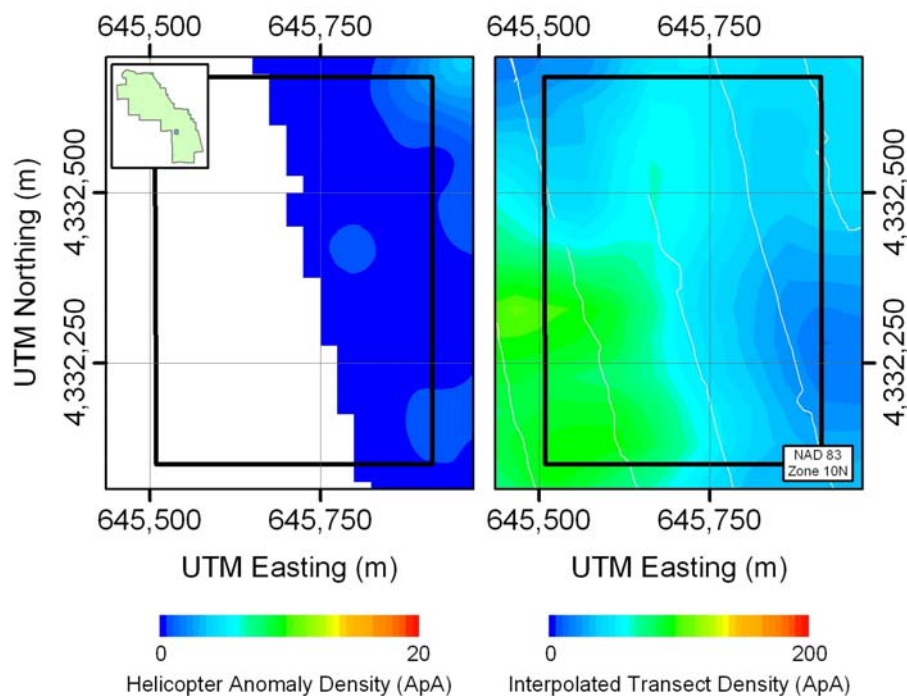 645,500 645,750 645,500 645,750
UTM Northing (m)
4,332,500
4,332,250
4,332,500
4,332,250
NAD 83
Zone 10N
645,500 645,750 645,500 645,750
UTM Easting (m) UTM Easting (m)
0 20 0 200
Helicopter Anomaly Density (ApA) Interpolated Transect Density (ApA)